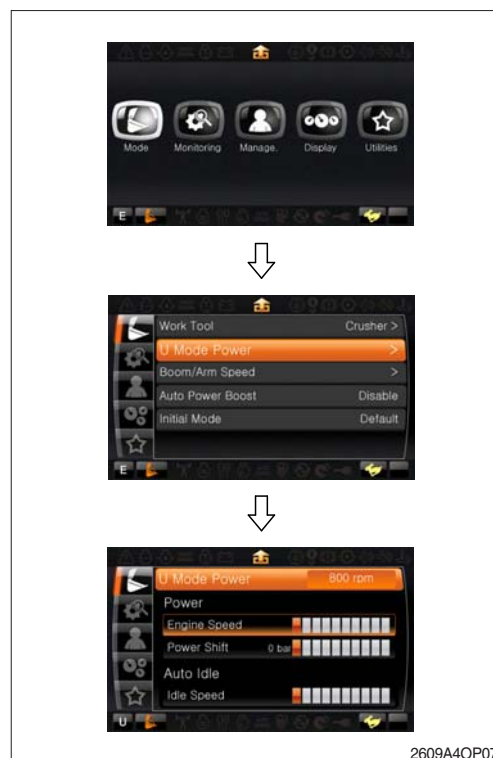 Mode Monitoring Manage. Display Utilities
E
Work Tool Crusher >
U Mode Power >
Boom/Arm Speed >
Auto Power Boost Disable
Initial Mode Default
E
U Mode Power 800 rpm
Power
Engine Speed
Power Shift 0 bar
Auto Idle
Idle Speed
U
2609A4OP07